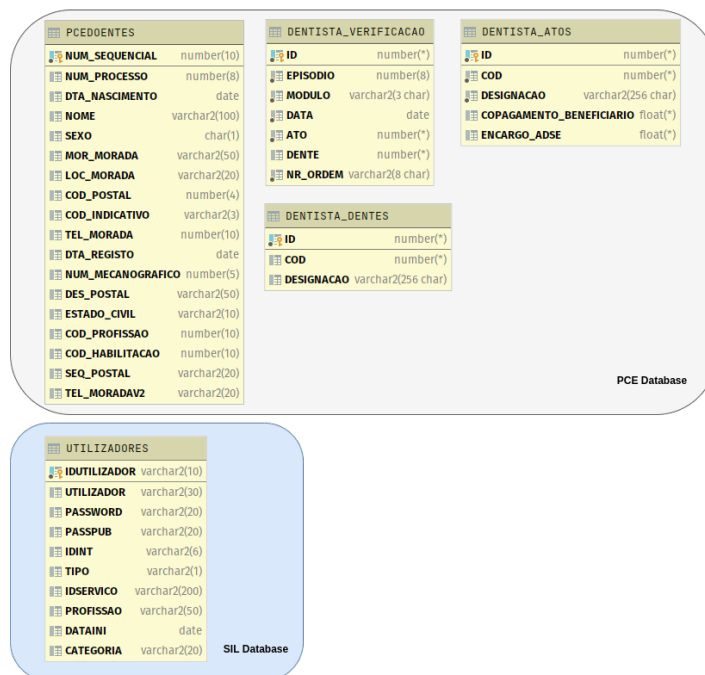 PCEDOENTES
NUM_SEQUENCIAL number(10)
NUM_PROCESSO number(8)
DTA_NASCIMENTO date
NOME varchar2(100)
SEXO char(1)
MOR_MORADA varchar2(50)
LOC_MORADA varchar2(20)
COD_POSTAL number(4)
COD_INDICATIVO varchar2(3)
TEL_MORADA number(10)
DTA_REGISTO date
NUM_MECANOGRAFICO number(5)
DES_POSTAL varchar2(50)
ESTADO_CIVIL varchar2(10)
COD_PROFISSAO number(10)
COD_HABILITACAO number(10)
SEQ_POSTAL varchar2(20)
TEL_MORADAV2 varchar2(20)
DENTISTA_VERIFICACAO
ID number(*)
EPISODIO number(8)
MODULO varchar2(3 char)
DATA date
ATO number(*)
DENTE number(*)
NR_ORDEM varchar2(8 char)
DENTISTA_ATOS
ID number(*)
COD number(*)
DESIGNACAO varchar2(256 char)
COPAGAMENTO_BENEFICIARIO float(*)
ENCARGO_ADSE float(*)
DENTISTA_DENTES
ID number(*)
COD number(*)
DESIGNACAO varchar2(256 char)
PCE Database
UTILIZADORES
IDUTILIZADOR varchar2(10)
UTILIZADOR varchar2(30)
PASSWORD varchar2(20)
PASSPUB varchar2(20)
IDINT varchar2(6)
TIPO varchar2(1)
IDSERVICO varchar2(200)
PROFISSAO varchar2(50)
DATAINI date
CATEGORIA varchar2(20)
SIL Database